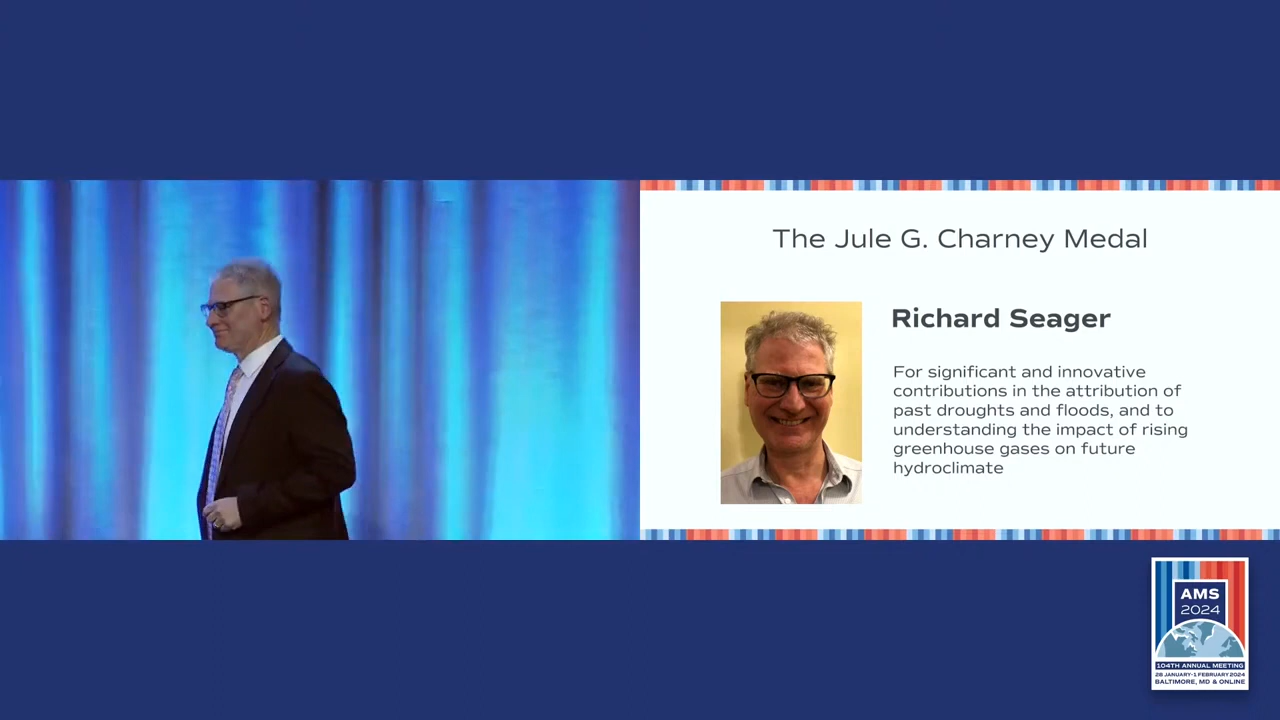 The Jule G. Charney Medal
Richard Seager
For significant and innovative
contributions in the attribution of
past droughts and floods, and to
understanding the impact of rising
greenhouse gases on future
hydroclimate
AMS
2024
104TH ANNUAL MEETING
28 JANUARY-1 FEBRUARY 2024
BALTIMORE, MD & ONLINE